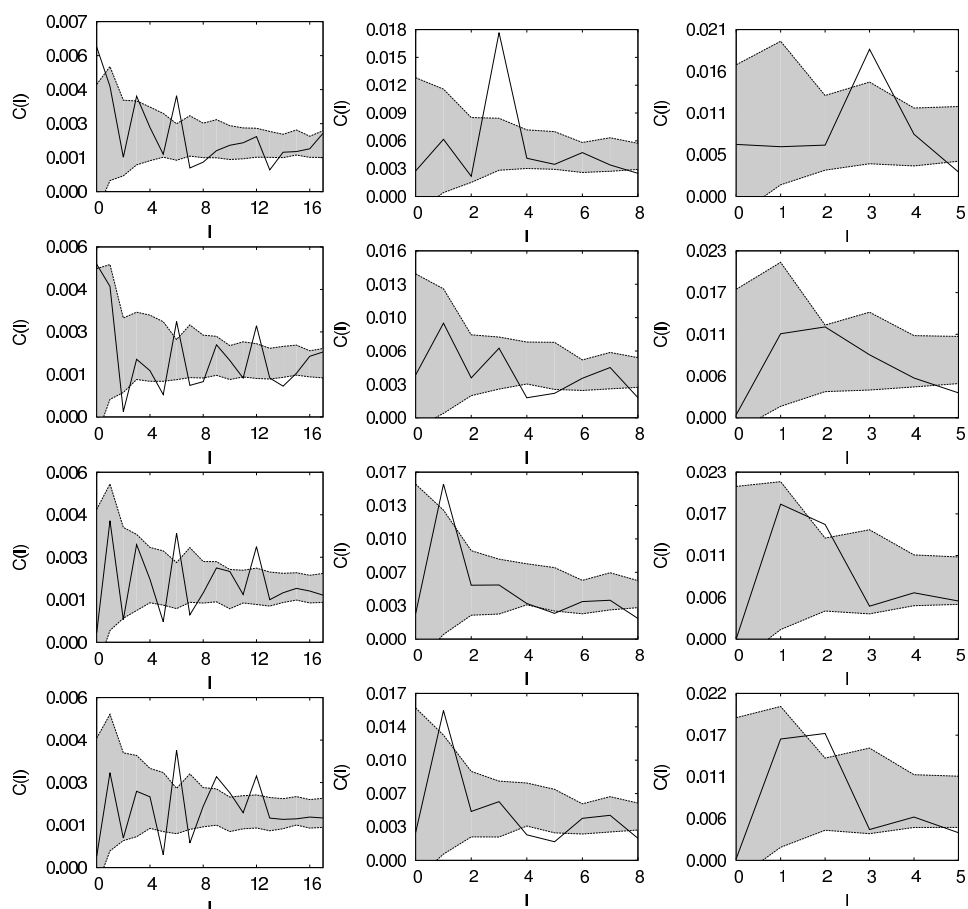 0.007
0.006
0.004
0.003
0.001
0.000
C(l)
0 4 8 12 16
l
0.018
0.015
0.012
0.009
0.006
0.003
0.000
C(l)
0 2 4 6 8
l
0.021
0.016
0.011
0.005
0.000
C(l)
0 1 2 3 4 5
l
0.006
0.004
0.003
0.001
0.000
C(l)
0 4 8 12 16
l
0.016
0.013
0.010
0.006
0.003
0.000
C(l)
0 2 4 6 8
l
0.023
0.017
0.011
0.006
0.000
C(l)
0 1 2 3 4 5
l
0.006
0.004
0.003
0.001
0.000
C(l)
0 4 8 12 16
l
0.017
0.013
0.010
0.007
0.003
0.000
C(l)
0 2 4 6 8
l
0.023
0.017
0.011
0.006
0.000
C(l)
0 1 2 3 4 5
l
0.006
0.004
0.003
0.001
0.000
C(l)
0 4 8 12 16
l
0.017
0.014
0.010
0.007
0.003
0.000
C(l)
0 2 4 6 8
l
0.022
0.017
0.011
0.006
0.000
C(l)
0 1 2 3 4 5
l